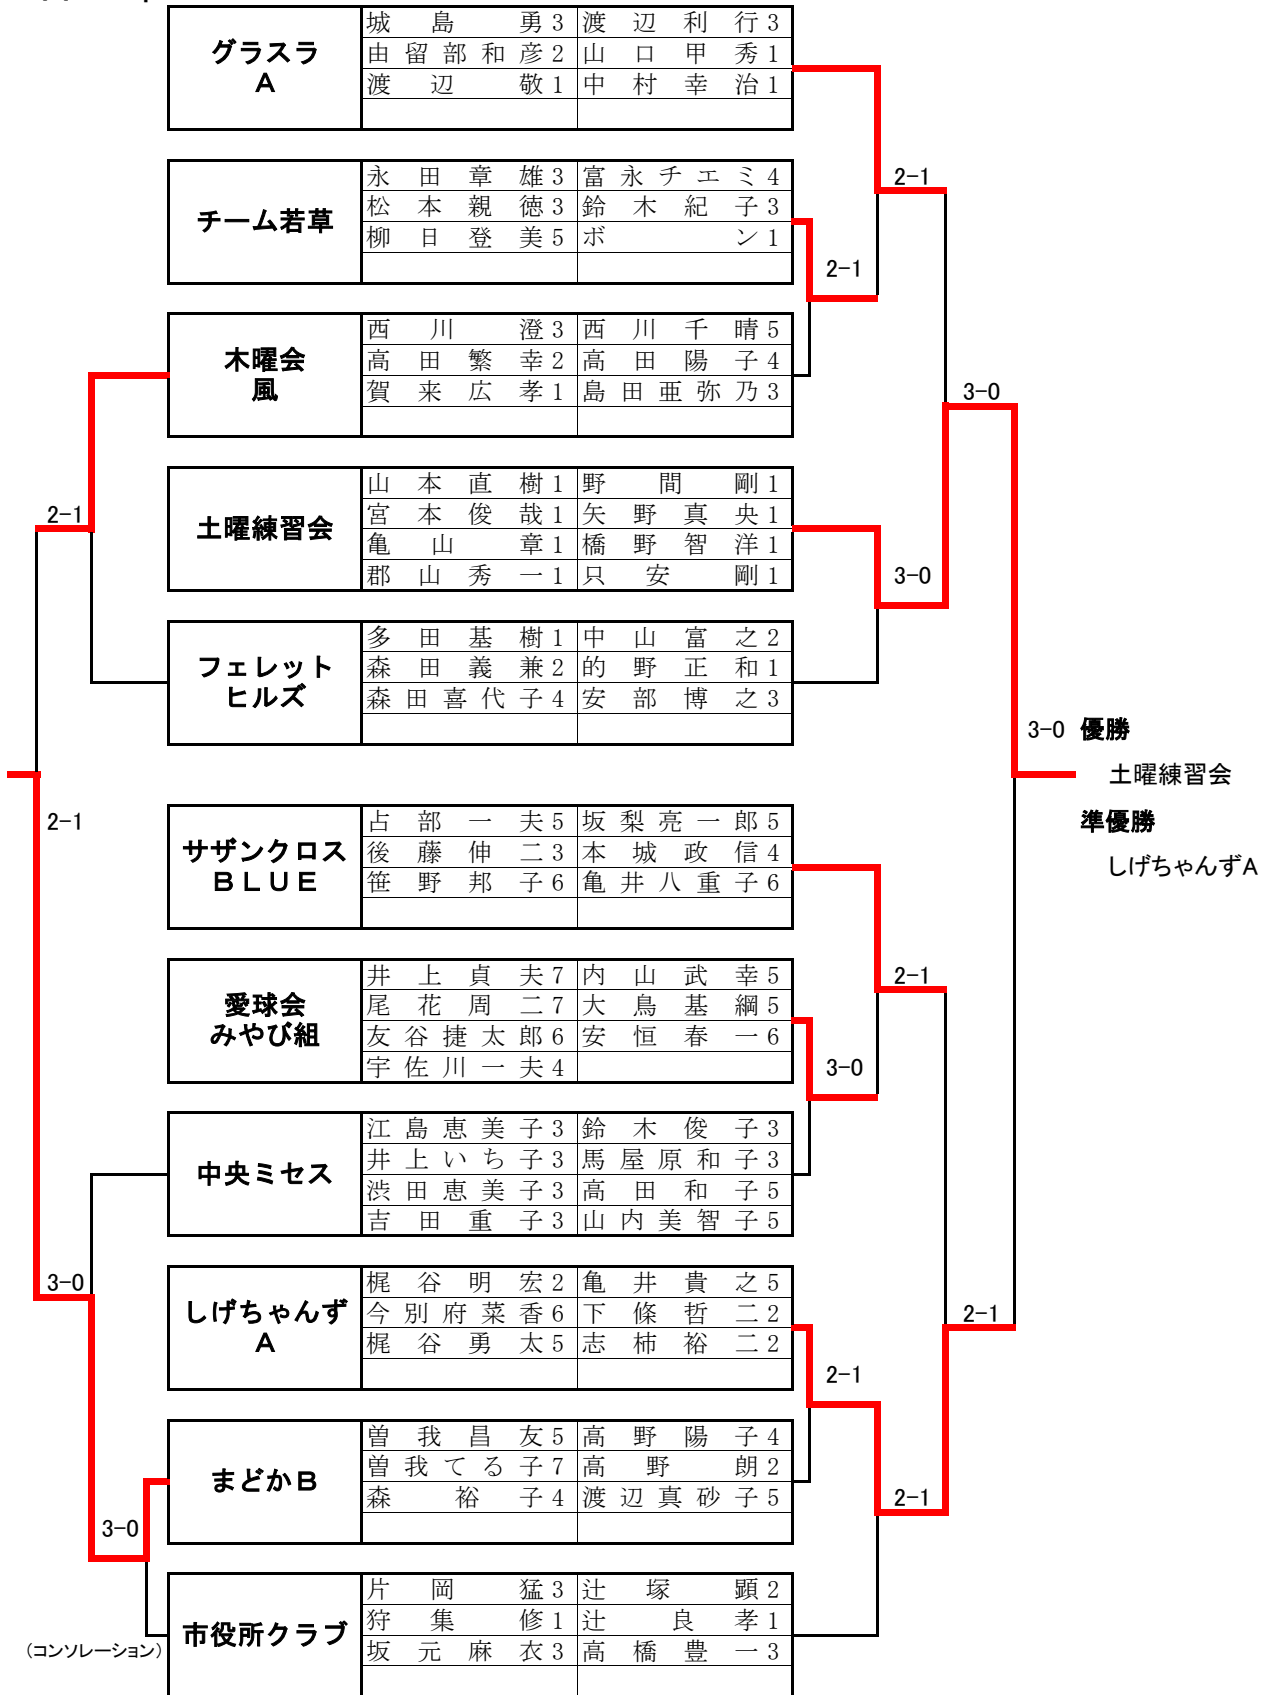 グラスラ
A
城島勇3 渡辺利行3
由留部和彦2 山口甲秀1
渡辺敬1 中村幸治1
2-1
チーム若草
永田章雄3 富永チエミ4
松本親徳3 鈴木紀子3
柳日登美5 ボン1
2-1
木曜会
風
西川澄3 西川千晴5
高田繁幸2 高田陽子4
賀来広孝1 島田亜弥乃3
3-0
2-1
土曜練習会
山本直樹1 野間剛1
宮本俊哉1 矢野真央1
亀山章1 橋野智洋1
郡山秀一1 只安剛1
3-0
フェレット
ヒルズ
多田基樹1 中山富之2
森田義兼2 的野正和1
森田喜代子4 安部博之3
3-0 優勝
土曜練習会
準優勝
しげちゃんずA
2-1
サザンクロス
BLUE
占部一夫5 坂梨亮一郎5
後藤伸二3 本城政信4
笹野邦子6 亀井八重子6
2-1
愛球会
みやび組
井上貞夫7 内山武幸5
尾花周二7 大鳥基綱5
友谷捷太郎6 安恒春一6
宇佐川一夫4
3-0
中央ミセス
江島恵美子3 鈴木俊子3
井上いち子3 馬屋原和子3
渋田恵美子3 高田和子5
吉田重子3 山内美智子5
3-0
しげちゃんず
A
梶谷明宏2 亀井貴之5
今別府菜香6 下條哲二2
梶谷勇太5 志柿裕二2
2-1
2-1
まどかB
曽我昌友5 高野陽子4
曽我てる子7 高野朗2
森裕子4 渡辺真砂子5
2-1
3-0
市役所クラブ
片岡猛3 辻塚顕2
狩集修1 辻良孝1
坂元麻衣3 高橋豊一3
(コンソレーション)